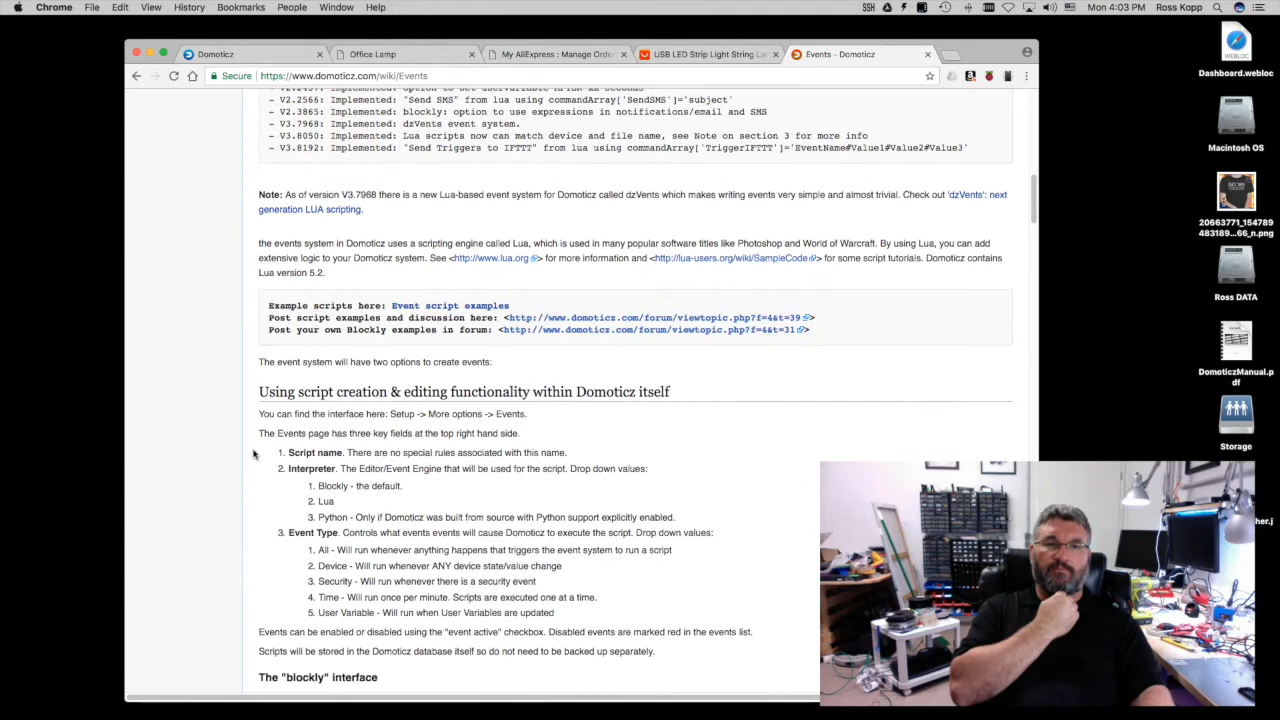 Chrome File Edit View History Bookmarks People Window Help SSH Mon 4:03 PM Ross Kopp
Domoticz
Office Lamp
My AliExpress : Manage Order
USB LED Strip Light String La
Events - Domoticz
Secure https://www.domoticz.com/wiki/Events
- V2.2566: Implemented: "Send SMS" from lua using commandArray['SendSMS']='subject'
- V2.3865: Implemented: blockly: option to use expressions in notifications/email and SMS
- V3.7968: Implemented: dzVents event system.
- V3.8050: Implemented: Lua scripts now can match device and file name, see Note on section 3 for more info
- V3.8192: Implemented: "Send Triggers to IFTTT" from lua using commandArray['TriggerIFTTT']='EventName#Value1#Value2#Value3'
Note: As of version V3.7968 there is a new Lua-based event system for Domoticz called dzVents which makes writing events very simple and almost trivial. Check out 'dzVents': next
generation LUA scripting.
the events system in Domoticz uses a scripting engine called Lua, which is used in many popular software titles like Photoshop and World of Warcraft. By using Lua, you can add
extensive logic to your Domoticz system. See <http://www.lua.org> for more information and <http://lua-users.org/wiki/SampleCode> for some script tutorials. Domoticz contains
Lua version 5.2.
Example scripts here: Event script examples
Post script examples and discussion here: <http://www.domoticz.com/forum/viewtopic.php?f=4&t=39>
Post your own Blockly examples in forum: <http://www.domoticz.com/forum/viewtopic.php?f=4&t=31>
The event system will have two options to create events:
Using script creation & editing functionality within Domoticz itself
You can find the interface here: Setup -> More options -> Events.
The Events page has three key fields at the top right hand side.
1. Script name. There are no special rules associated with this name.
2. Interpreter. The Editor/Event Engine that will be used for the script. Drop down values:
1. Blockly - the default.
2. Lua
3. Python - Only if Domoticz was built from source with Python support explicitly enabled.
3. Event Type. Controls what events events will cause Domoticz to execute the script. Drop down values:
1. All - Will run whenever anything happens that triggers the event system to run a script
2. Device - Will run whenever ANY device state/value change
3. Security - Will run whenever there is a security event
4. Time - Will run once per minute. Scripts are executed one at a time.
5. User Variable - Will run when User Variables are updated
Events can be enabled or disabled using the "event active" checkbox. Disabled events are marked red in the events list.
Scripts will be stored in the Domoticz database itself so do not need to be backed up separately.
The "blockly" interface
WEBLOC
Dashboard.webloc
Macintosh OS
20663771_154789
483189...66_n.png
Ross DATA
DomoticzManual.p
df
Storage
her.j